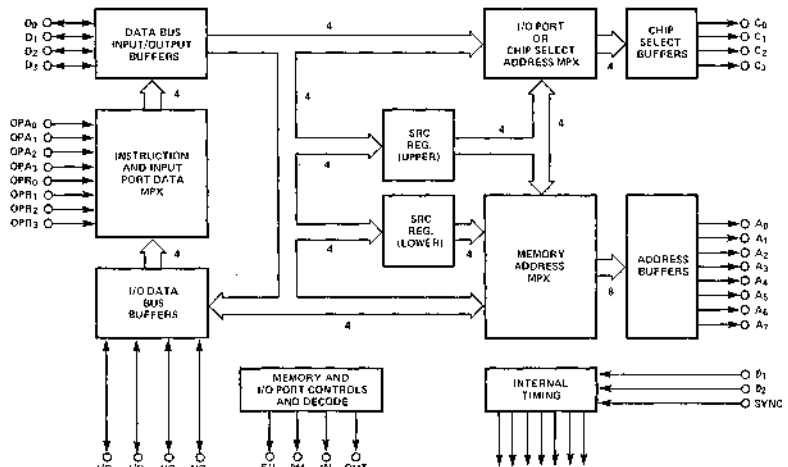 D0
D1
D2
D3
DATA BUS
INPUT/OUTPUT
BUFFERS
4
I/O PORT
OR
CHIP SELECT
ADDRESS MPX
4
CHIP
SELECT
BUFFERS
C0
C1
C2
C3
4
4
4
OPA0
OPA1
OPA2
OPA3
OPR0
OPR1
OPR2
OPR3
INSTRUCTION
AND INPUT
PORT DATA
MPX
4
SRC
REG.
(UPPER)
4
4
SRC
REG.
(LOWER)
4
MEMORY
ADDRESS
MPX
8
ADDRESS
BUFFERS
A0
A1
A2
A3
A4
A5
A6
A7
4
I/O DATA
BUS
BUFFERS
4
MEMORY AND
I/O PORT CONTROLS
AND DECODE
INTERNAL
TIMING
SYNC